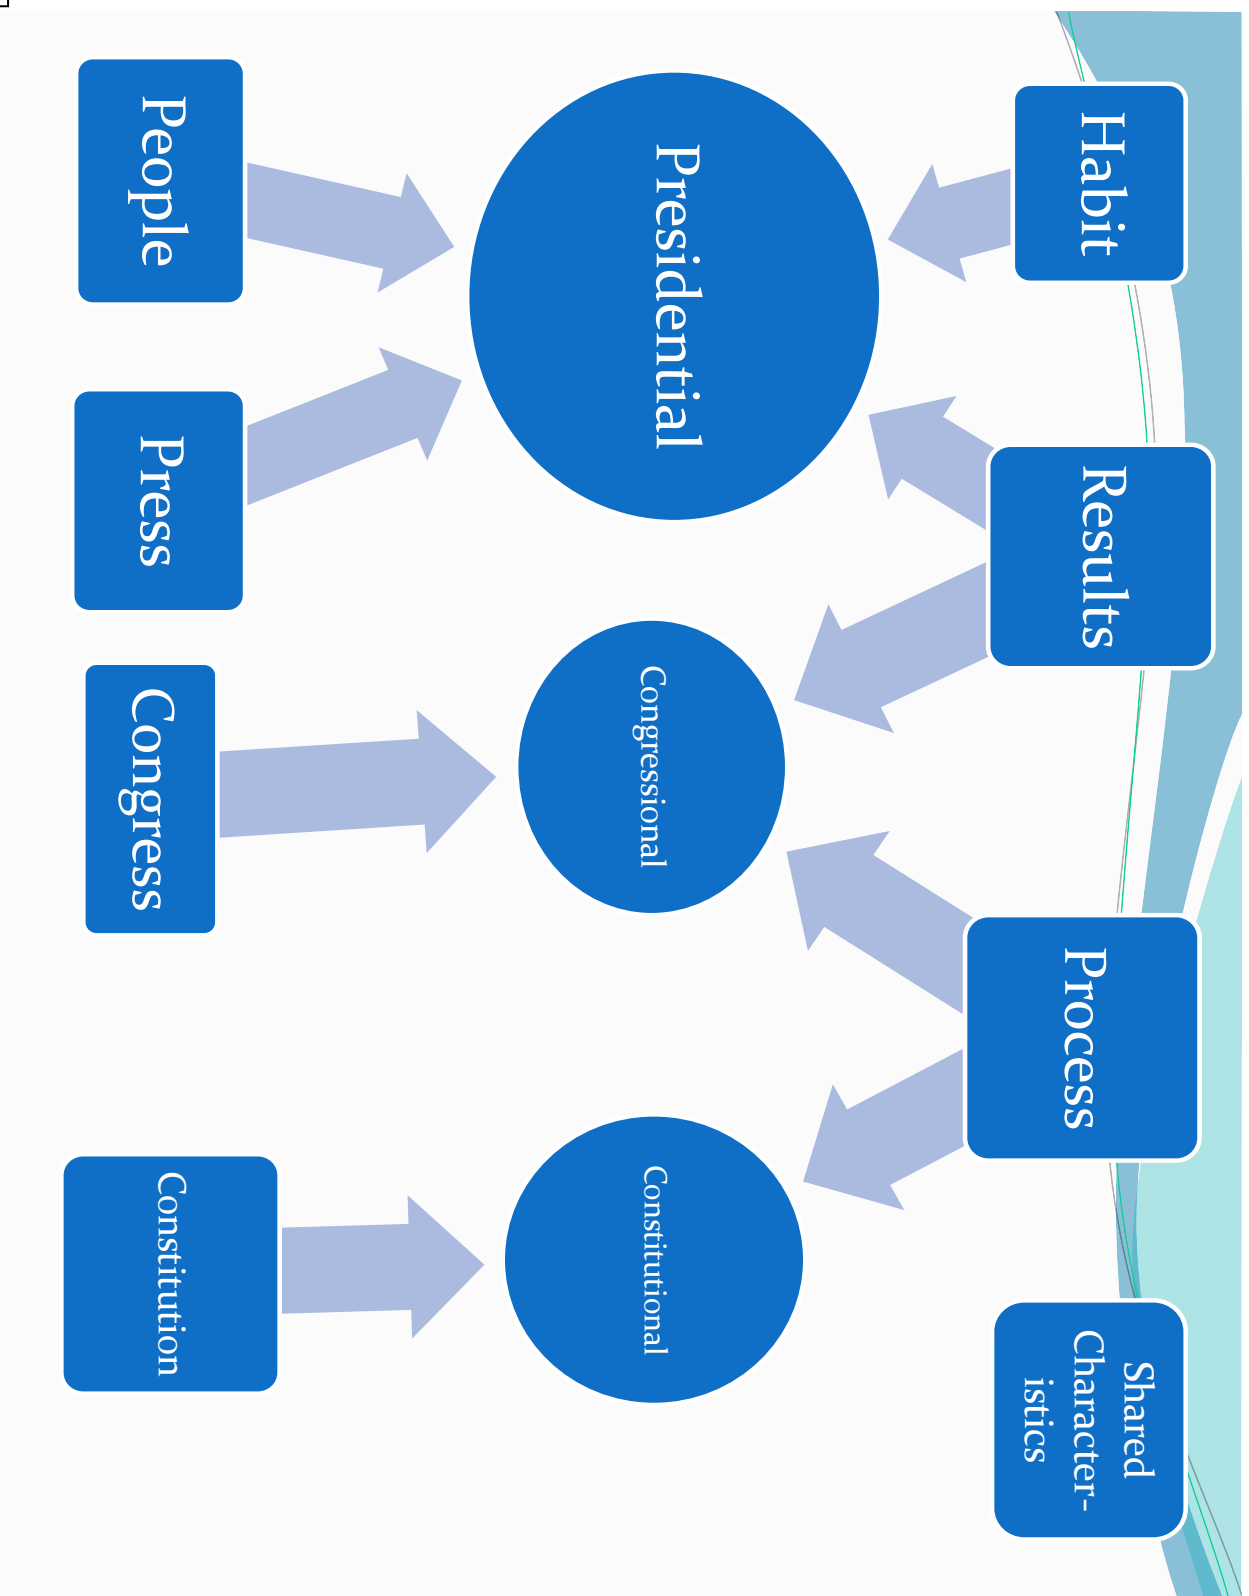 Habit
Results
Process
Shared
Character-
istics
Presidential
Congressional
Constitutional
People
Press
Congress
Constitution